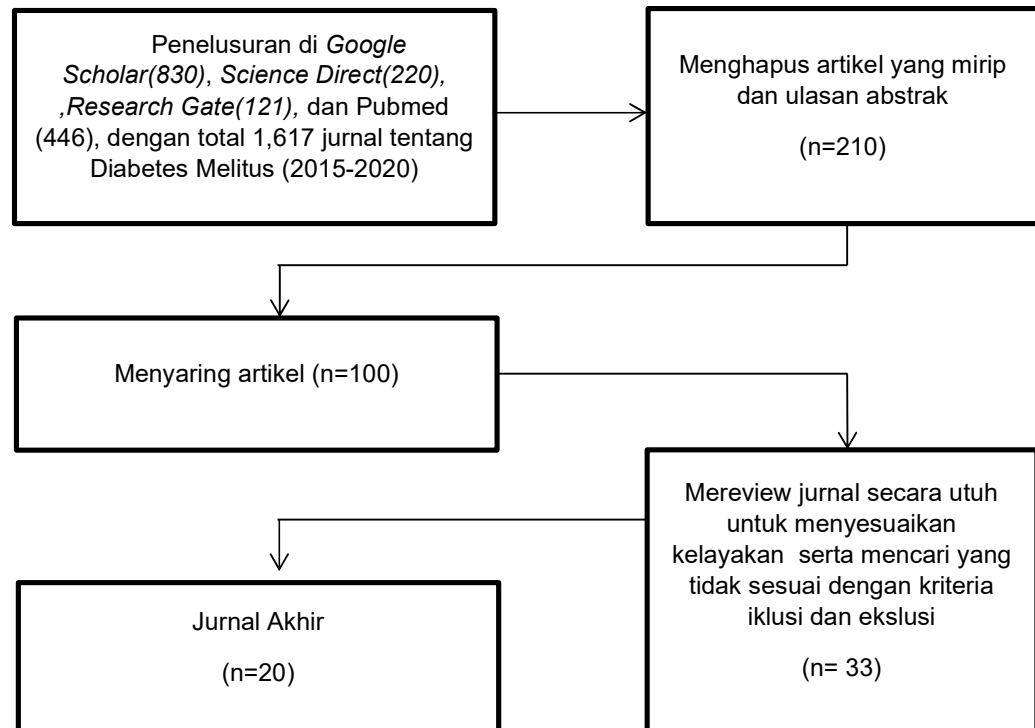 Penelusuran di Google
Scholar(830), Science Direct(220),
,Research Gate(121), dan Pubmed
(446), dengan total 1,617 jurnal tentang
Diabetes Melitus (2015-2020)
Menghapus artikel yang mirip
dan ulasan abstrak
(n=210)
Menyaring artikel (n=100)
Mereview jurnal secara utuh
untuk menyesuaikan
kelayakan serta mencari yang
tidak sesuai dengan kriteria
iklusi dan ekslusi
(n= 33)
Jurnal Akhir
(n=20)